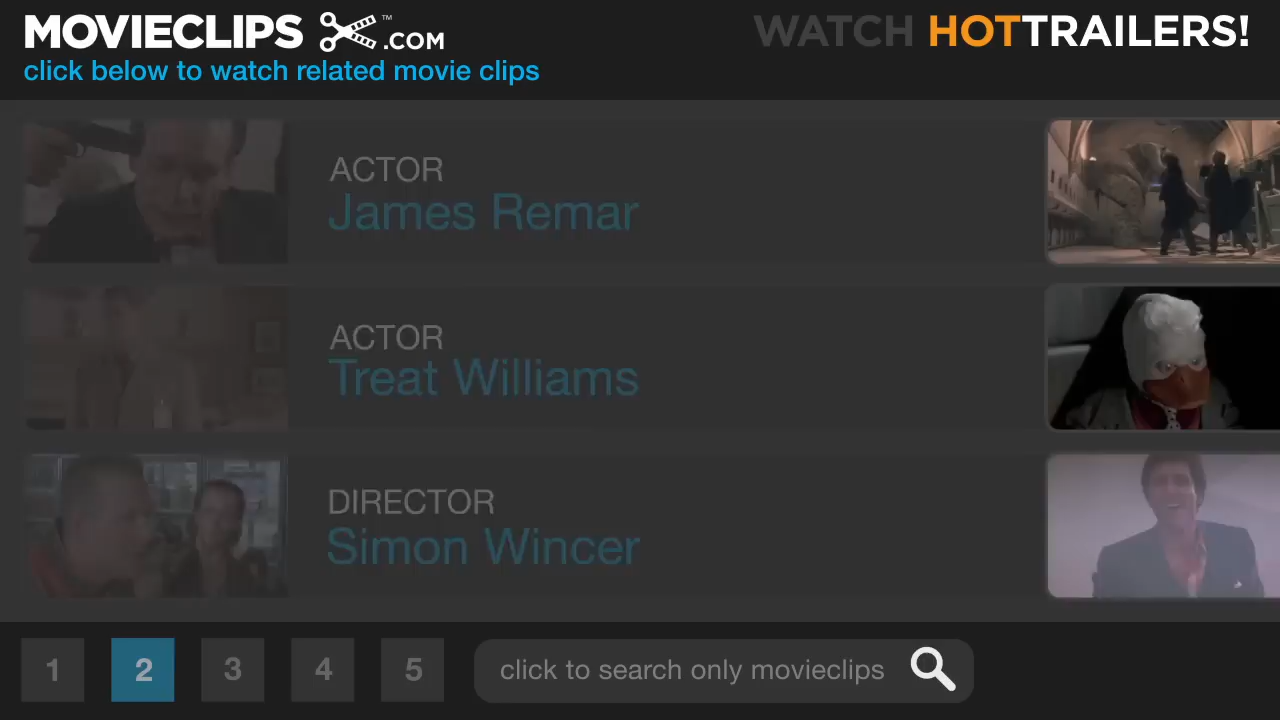 MOVIECLIPS ™ .COM
click below to watch related movie clips
WATCH HOTTRAILERS!
ACTOR
James Remar
ACTOR
Treat Williams
DIRECTOR
Simon Wincer
1 2 3 4 5
click to search only movieclips